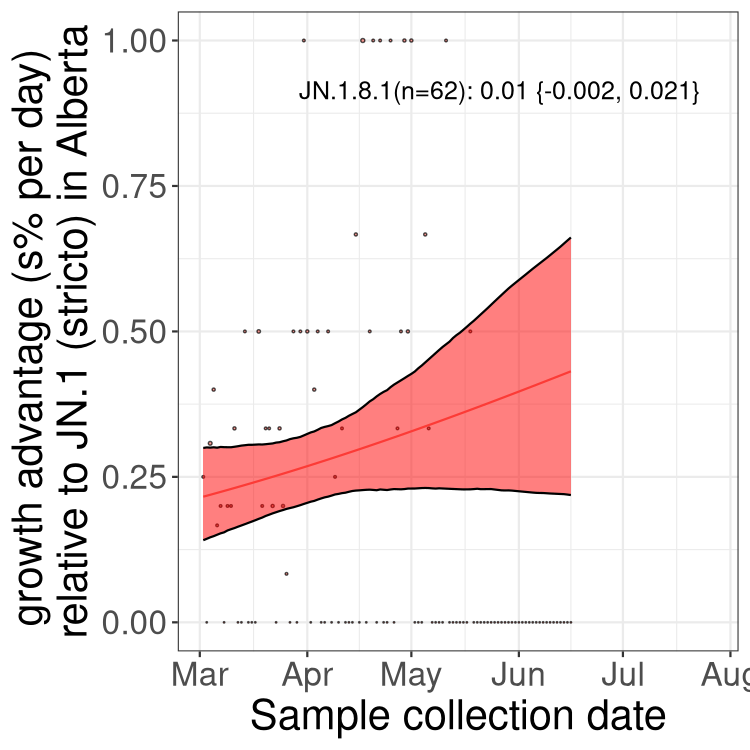 growth advantage (s% per day)
relative to JN.1 (stricto) in Alberta
1.00
0.75
0.50
0.25
0.00
JN.1.8.1(n=62): 0.01 {-0.002, 0.021}
Mar Apr May Jun Jul Aug
Sample collection date